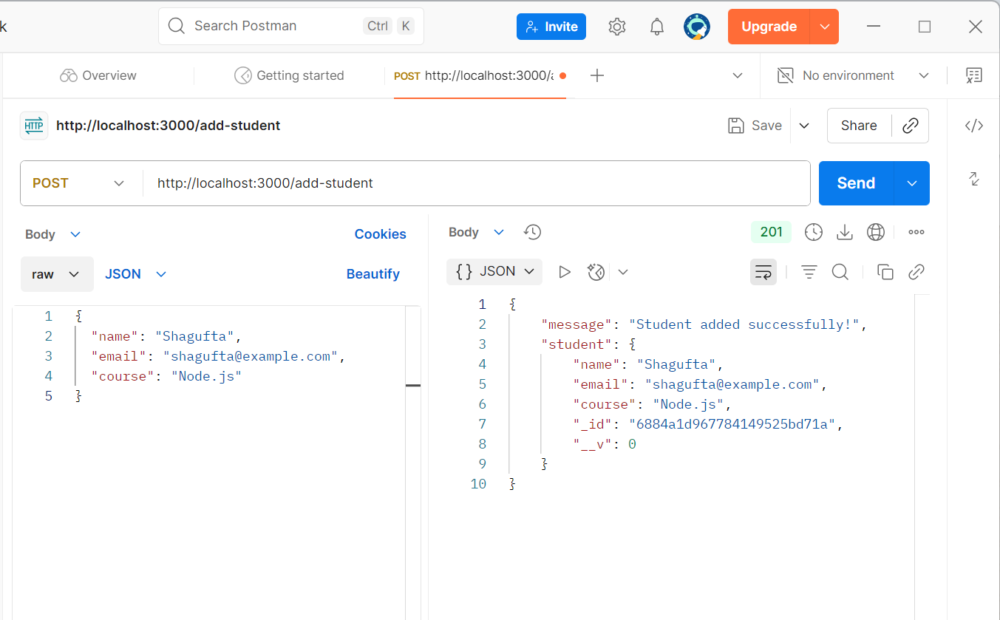 k
Search Postman Ctrl K Invite Upgrade
Overview Getting started POST http://localhost:3000/a No environment
HTTP http://localhost:3000/add-student Save Share
POST http://localhost:3000/add-student Send
Body Cookies
raw JSON Beautify
1 {
2 "name": "Shagufta",
3 "email": "shagufta@example.com",
4 "course": "Node.js"
5 }
Body 201
{} JSON
1 {
2 "message": "Student added successfully!",
3 "student": {
4 "name": "Shagufta",
5 "email": "shagufta@example.com",
6 "course": "Node.js",
7 "_id": "6884a1d967784149525bd71a",
8 "__v": 0
9 }
10 }